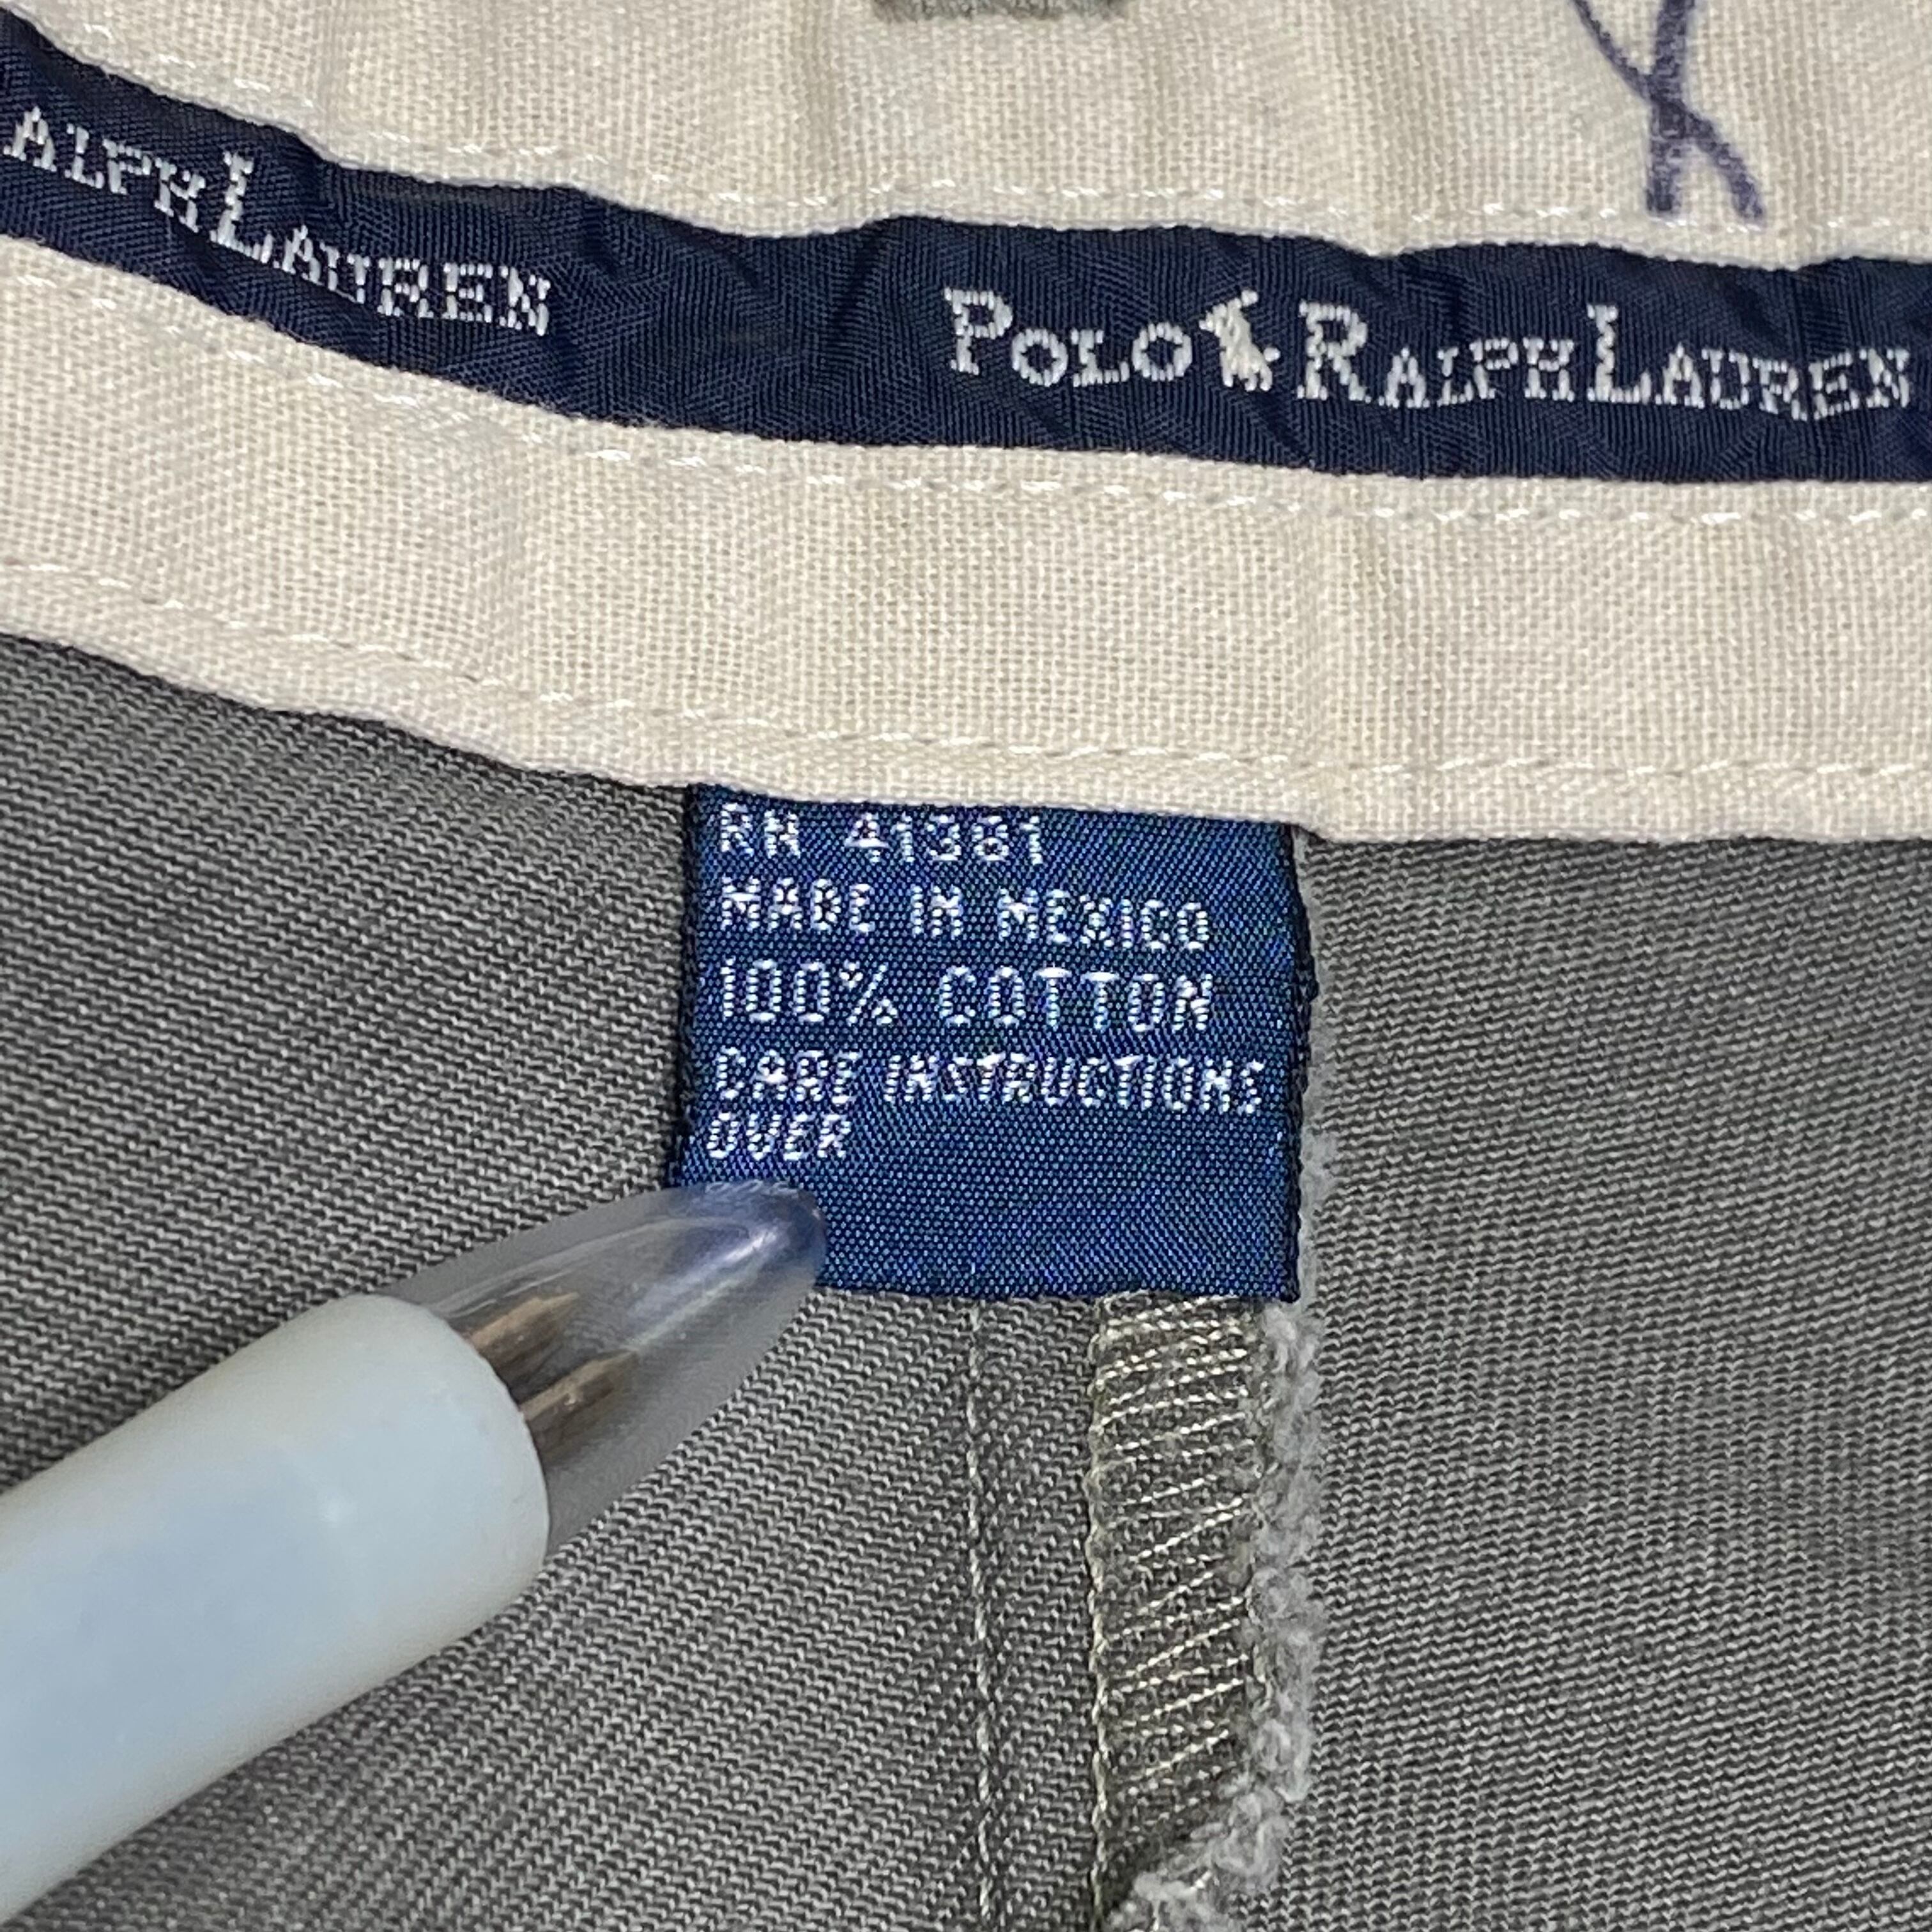 ALPH LAUREN
POLO RALPH LAUREN
RN 41381
MADE IN MEXICO
100% COTTON
CARE INSTRUCTIONS
OVER